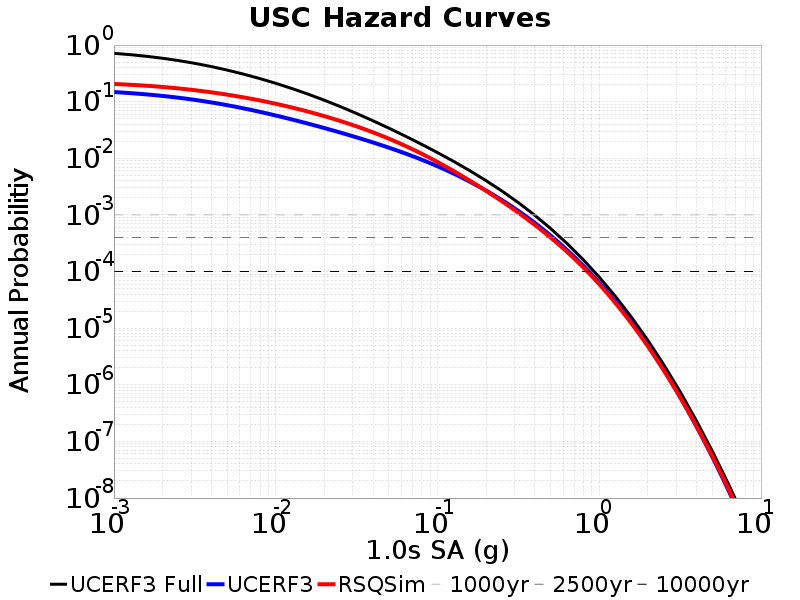 USC Hazard Curves
10^0
10^-1
10^-2
10^-3
10^-4
10^-5
10^-6
10^-7
10^-8
Annual Probabilitiy
10^-3 10^-2 10^-1 10^0 10^1
1.0s SA (g)
UCERF3 Full UCERF3 RSQSim 1000yr 2500yr 10000yr